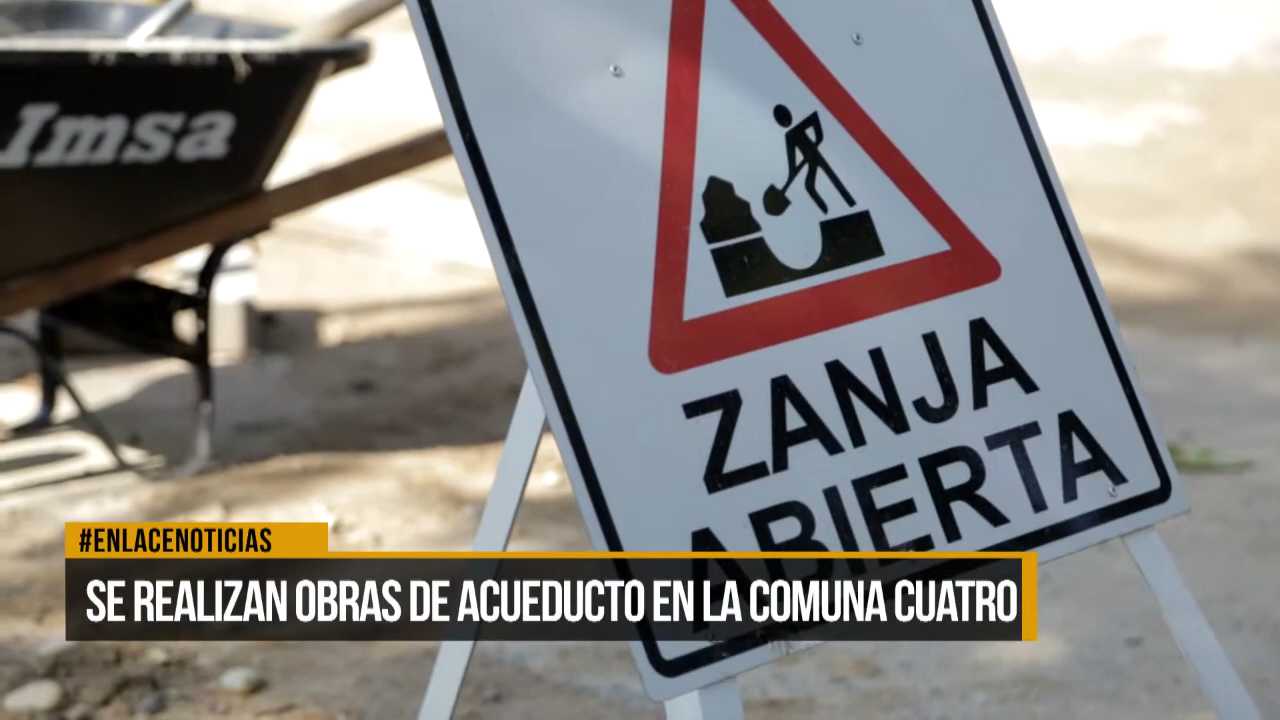 Imsa
ZANJA
ABIERTA
#ENLACENOTICIAS
SE REALIZAN OBRAS DE ACUEDUCTO EN LA COMUNA CUATRO